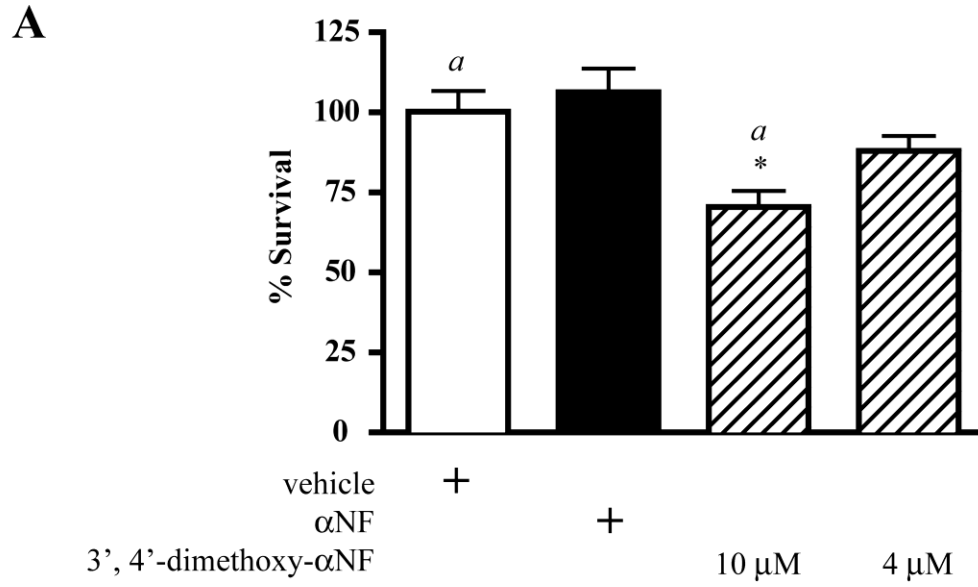 A
125
a
100
a
*
75
% Survival
50
25
0
vehicle +
αNF +
3’, 4’-dimethoxy-αNF 10 μM 4 μM